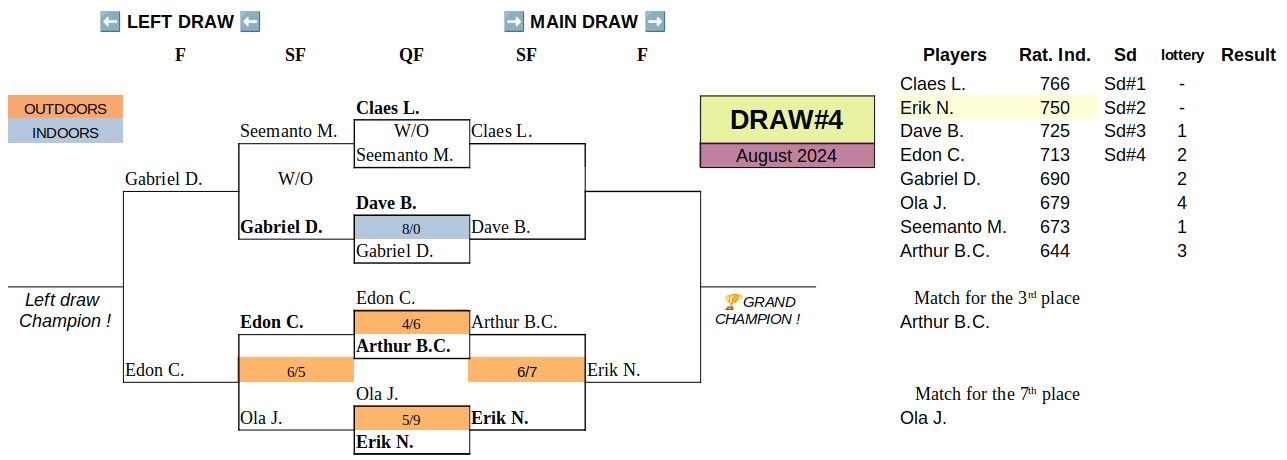 ⬅ LEFT DRAW ⬅ ➡ MAIN DRAW ➡
F SF QF SF F Players Rat. Ind. Sd lottery Result
Claes L. 766 Sd#1 -
OUTDOORS Claes L. DRAW#4 Erik N. 750 Sd#2 -
INDOORS Seemanto M. W/O Claes L. Dave B. 725 Sd#3 1
Seemanto M. August 2024 Edon C. 713 Sd#4 2
Gabriel D. W/O Gabriel D. 690 2
Dave B. Ola J. 679 4
Gabriel D. 8/0 Dave B. Seemanto M. 673 1
Gabriel D. Arthur B.C. 644 3
Left draw Edon C. 🏆GRAND Match for the 3rd place
Champion ! Edon C. 4/6 Arthur B.C. CHAMPION ! Arthur B.C.
Arthur B.C.
Edon C. 6/5 6/7 Erik N.
Ola J. Match for the 7th place
Ola J. 5/9 Erik N. Ola J.
Erik N.